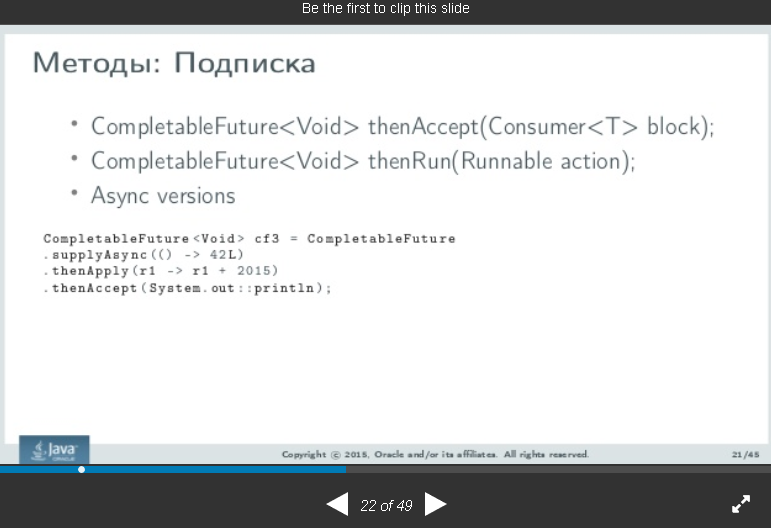 Be the first to clip this slide
Методы: Подписка
• CompletableFuture<Void> thenAccept(Consumer<T> block);
• CompletableFuture<Void> thenRun(Runnable action);
• Async versions
CompletableFuture<Void> cf3 = CompletableFuture
.supplyAsync(() -> 42L)
.thenApply(r1 -> r1 + 2015)
.thenAccept(System.out::println);
Java
ORACLE
Copyright © 2015, Oracle and/or its affiliates. All rights reserved.
21/45
22 of 49